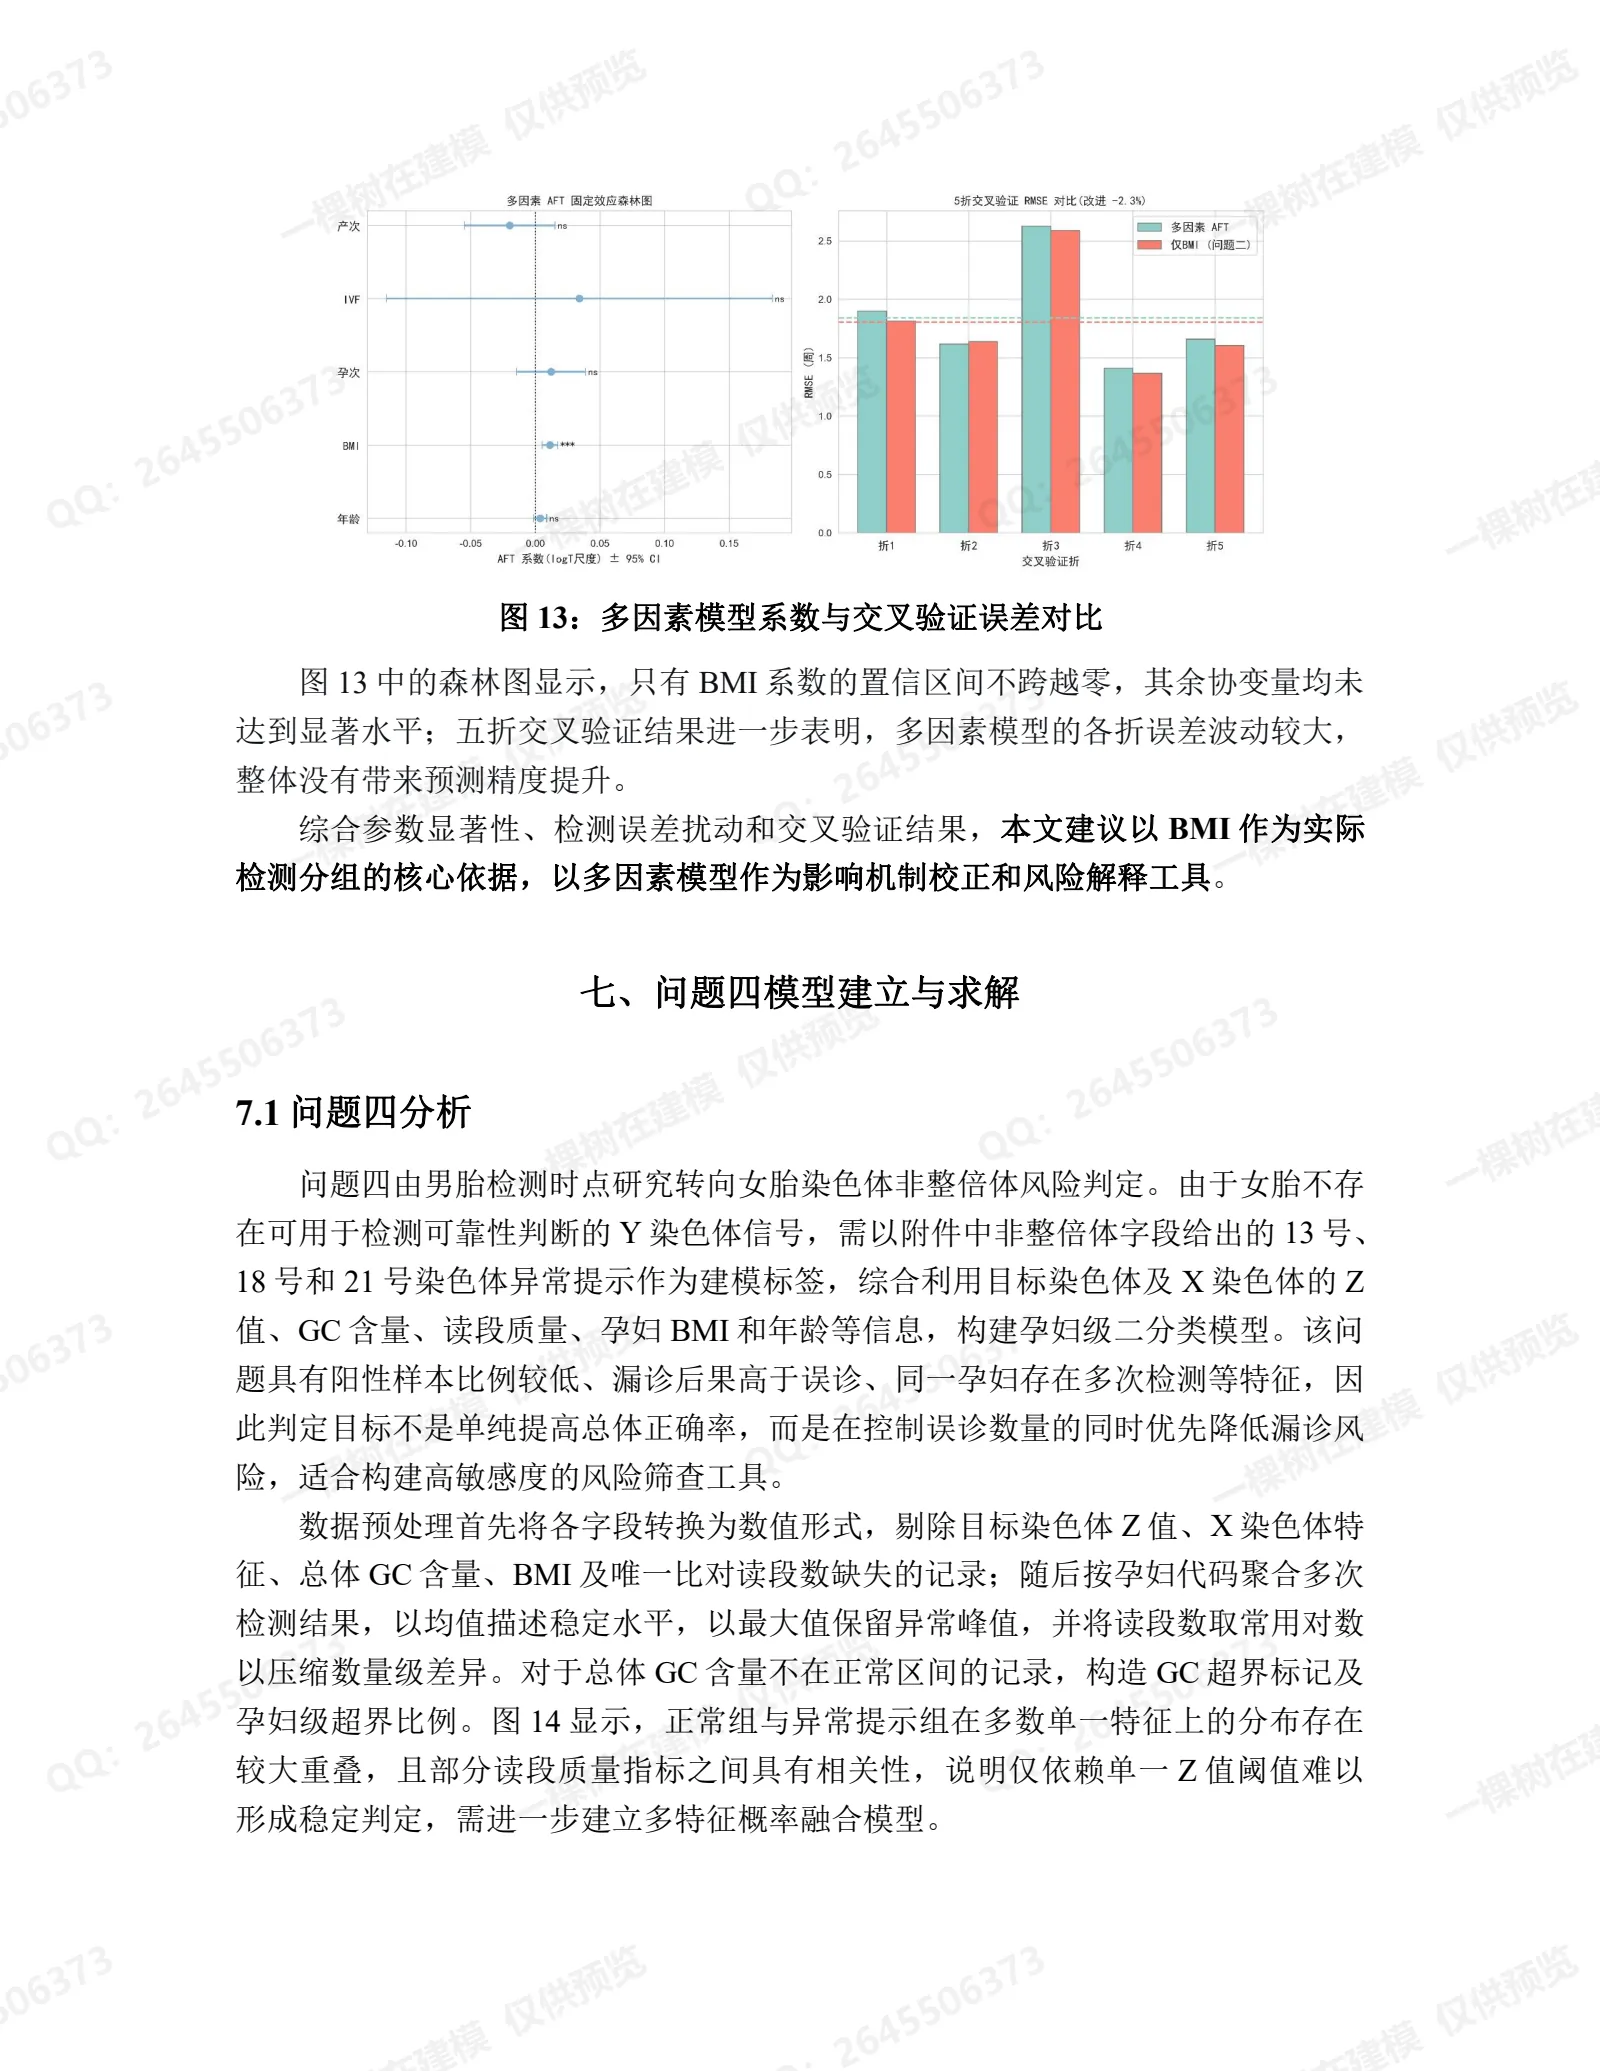 多因素 AFT 固定效应森林图
产次
ns
IVF
ns
孕次
ns
BMI
***
年龄
ns
-0.10 -0.05 0.00 0.05 0.10 0.15
AFT 系数(logT尺度) ± 95% CI
5折交叉验证 RMSE 对比(改进 -2.3%)
多因素 AFT
仅BMI (问题二)
RMSE (周)
2.5
2.0
1.5
1.0
0.5
0.0
折1 折2 折3 折4 折5
交叉验证折
图 13：多因素模型系数与交叉验证误差对比
图 13 中的森林图显示，只有 BMI 系数的置信区间不跨越零，其余协变量均未
达到显著水平；五折交叉验证结果进一步表明，多因素模型的各折误差波动较大，
整体没有带来预测精度提升。
综合参数显著性、检测误差扰动和交叉验证结果，本文建议以 BMI 作为实际
检测分组的核心依据，以多因素模型作为影响机制校正和风险解释工具。
七、问题四模型建立与求解
7.1 问题四分析
问题四由男胎检测时点研究转向女胎染色体非整倍体风险判定。由于女胎不存
在可用于检测可靠性判断的 Y 染色体信号，需以附件中非整倍体字段给出的 13 号、
18 号和 21 号染色体异常提示作为建模标签，综合利用目标染色体及 X 染色体的 Z
值、GC 含量、读段质量、孕妇 BMI 和年龄等信息，构建孕妇级二分类模型。该问
题具有阳性样本比例较低、漏诊后果高于误诊、同一孕妇存在多次检测等特征，因
此判定目标不是单纯提高总体正确率，而是在控制误诊数量的同时优先降低漏诊风
险，适合构建高敏感度的风险筛查工具。
数据预处理首先将各字段转换为数值形式，剔除目标染色体 Z 值、X 染色体特
征、总体 GC 含量、BMI 及唯一比对读段数缺失的记录；随后按孕妇代码聚合多次
检测结果，以均值描述稳定水平，以最大值保留异常峰值，并将读段数取常用对数
以压缩数量级差异。对于总体 GC 含量不在正常区间的记录，构造 GC 超界标记及
孕妇级超界比例。图 14 显示，正常组与异常提示组在多数单一特征上的分布存在
较大重叠，且部分读段质量指标之间具有相关性，说明仅依赖单一 Z 值阈值难以
形成稳定判定，需进一步建立多特征概率融合模型。
一棵树在建模 仅供预览
QQ：2645506373